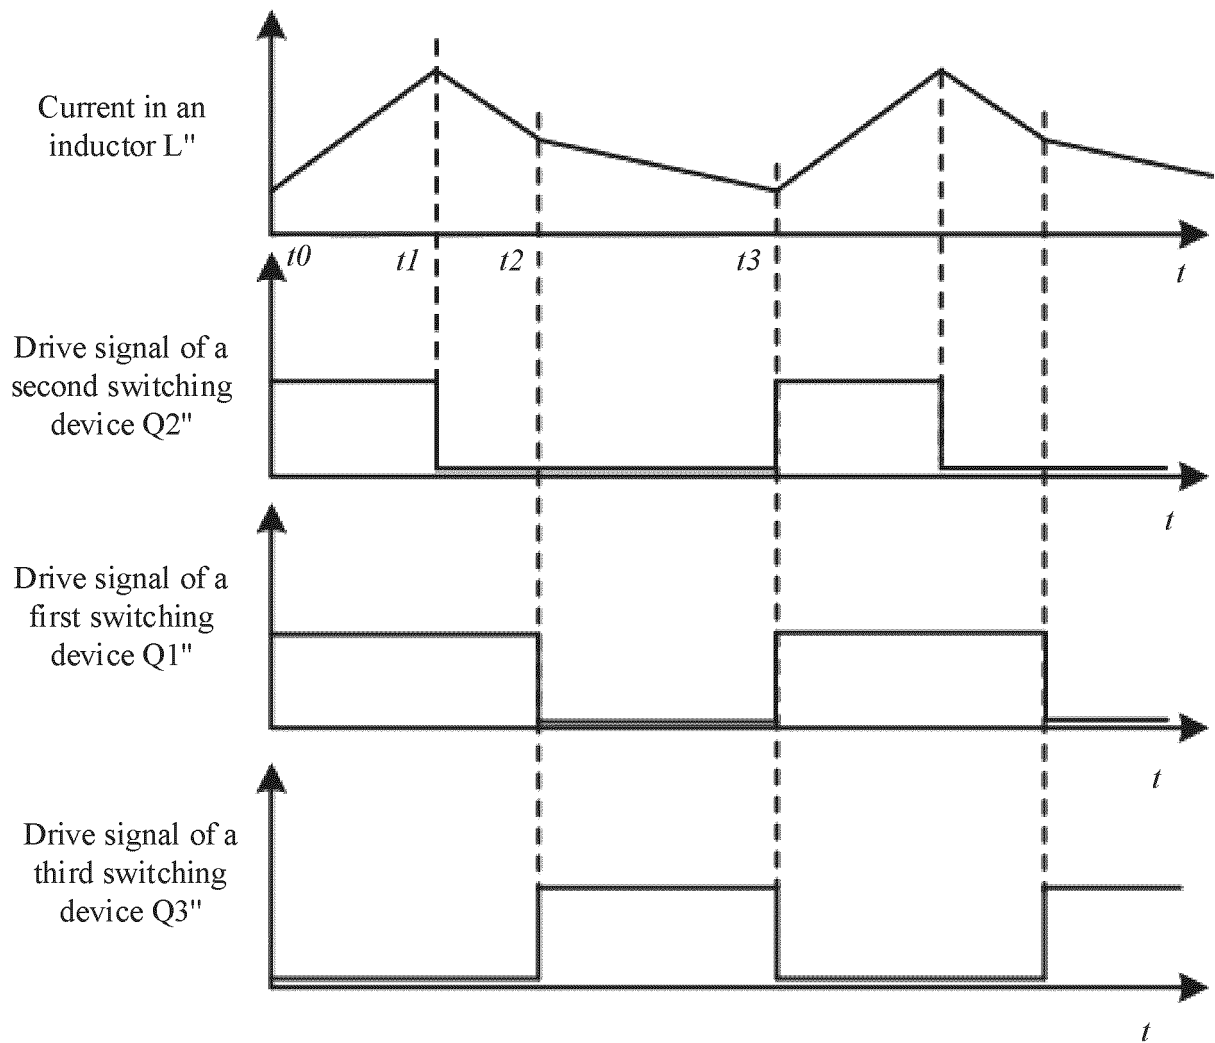 Current in an
inductor L"
t0
t1
t2
t3
t
Drive signal of a
second switching
device Q2"
t
Drive signal of a
first switching
device Q1"
t
Drive signal of a
third switching
device Q3"
t